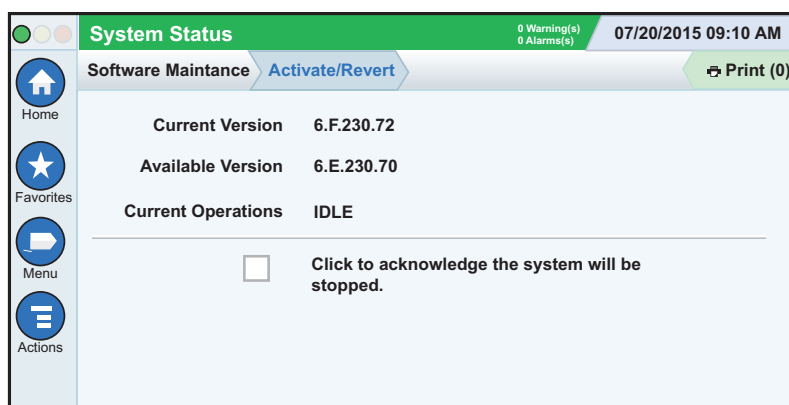 System Status
0 Warning(s)
0 Alarms(s)
07/20/2015 09:10 AM
Software Maintance
Activate/Revert
Print (0)
Home
Favorites
Menu
Actions
Current Version 6.F.230.72
Available Version 6.E.230.70
Current Operations IDLE
Click to acknowledge the system will be
stopped.